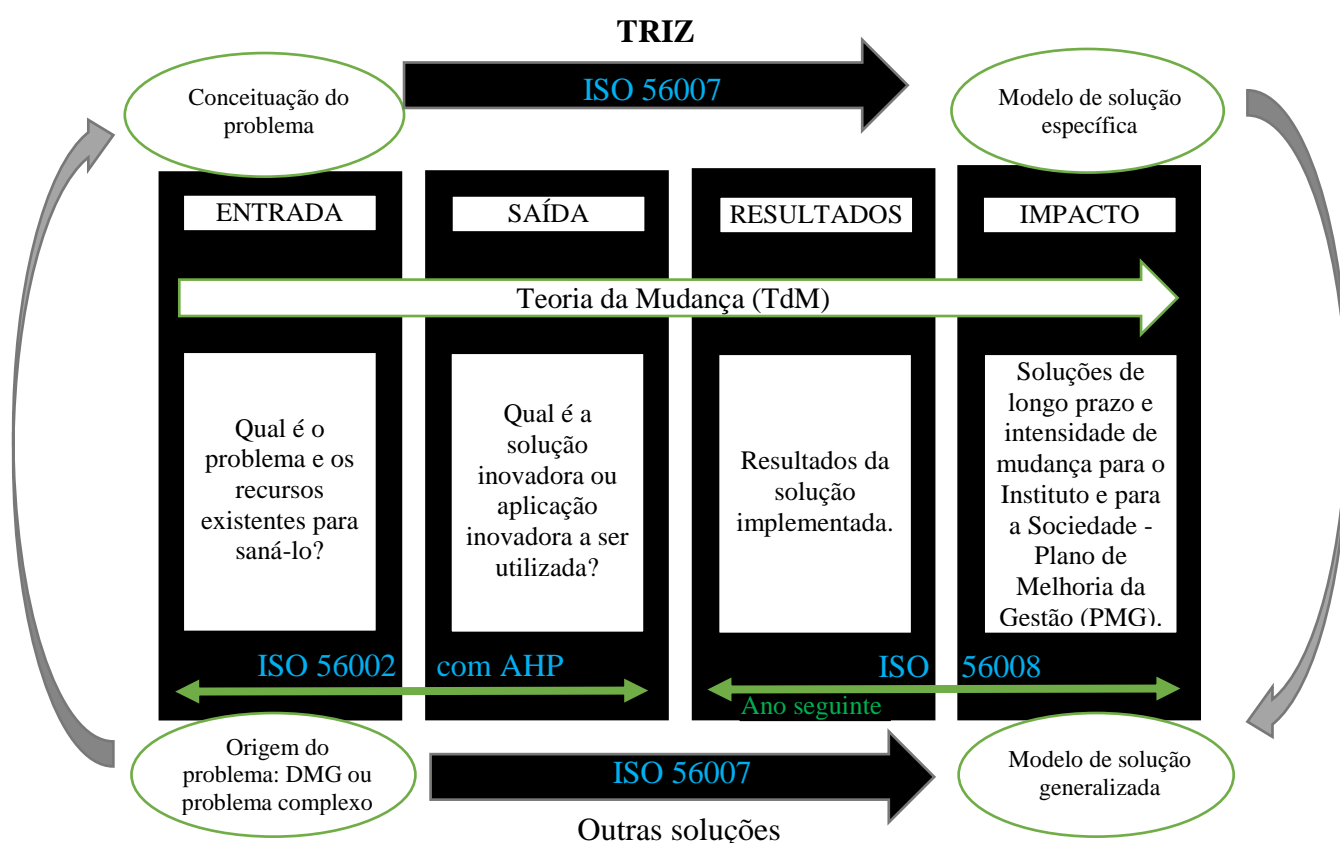 TRIZ
ISO 56007
Conceituação do
problema
Modelo de solução
específica
ENTRADA
SAÍDA
RESULTADOS
IMPACTO
Teoria da Mudança (TdM)
Qual é o
problema e os
recursos
existentes para
saná-lo?
Qual é a
solução
inovadora ou
aplicação
inovadora a ser
utilizada?
Resultados da
solução
implementada.
Soluções de
longo prazo e
intensidade de
mudança para o
Instituto e para
a Sociedade -
Plano de
Melhoria da
Gestão (PMG).
ISO 56002 com AHP
ISO 56008
Ano seguinte
Origem do
problema: DMG ou
problema complexo
ISO 56007
Modelo de solução
generalizada
Outras soluções